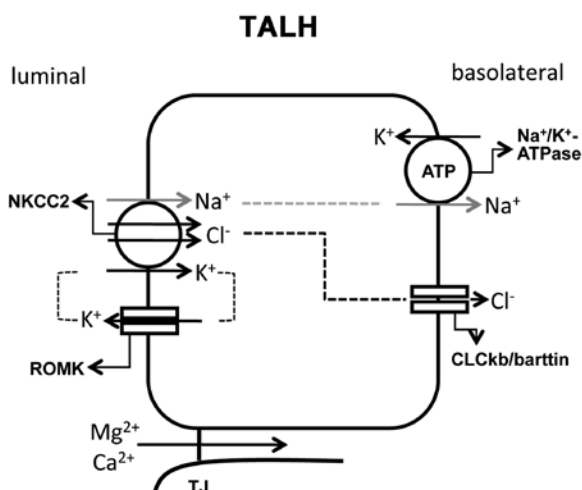 TALH
luminal
basolateral
K⁺
Na⁺/K⁺-
ATPase
ATP
NKCC2
Na⁺
Na⁺
Cl⁻
K⁺
Cl⁻
K⁺
CLCkb/barttin
ROMK
Mg²⁺
Ca²⁺
TJ